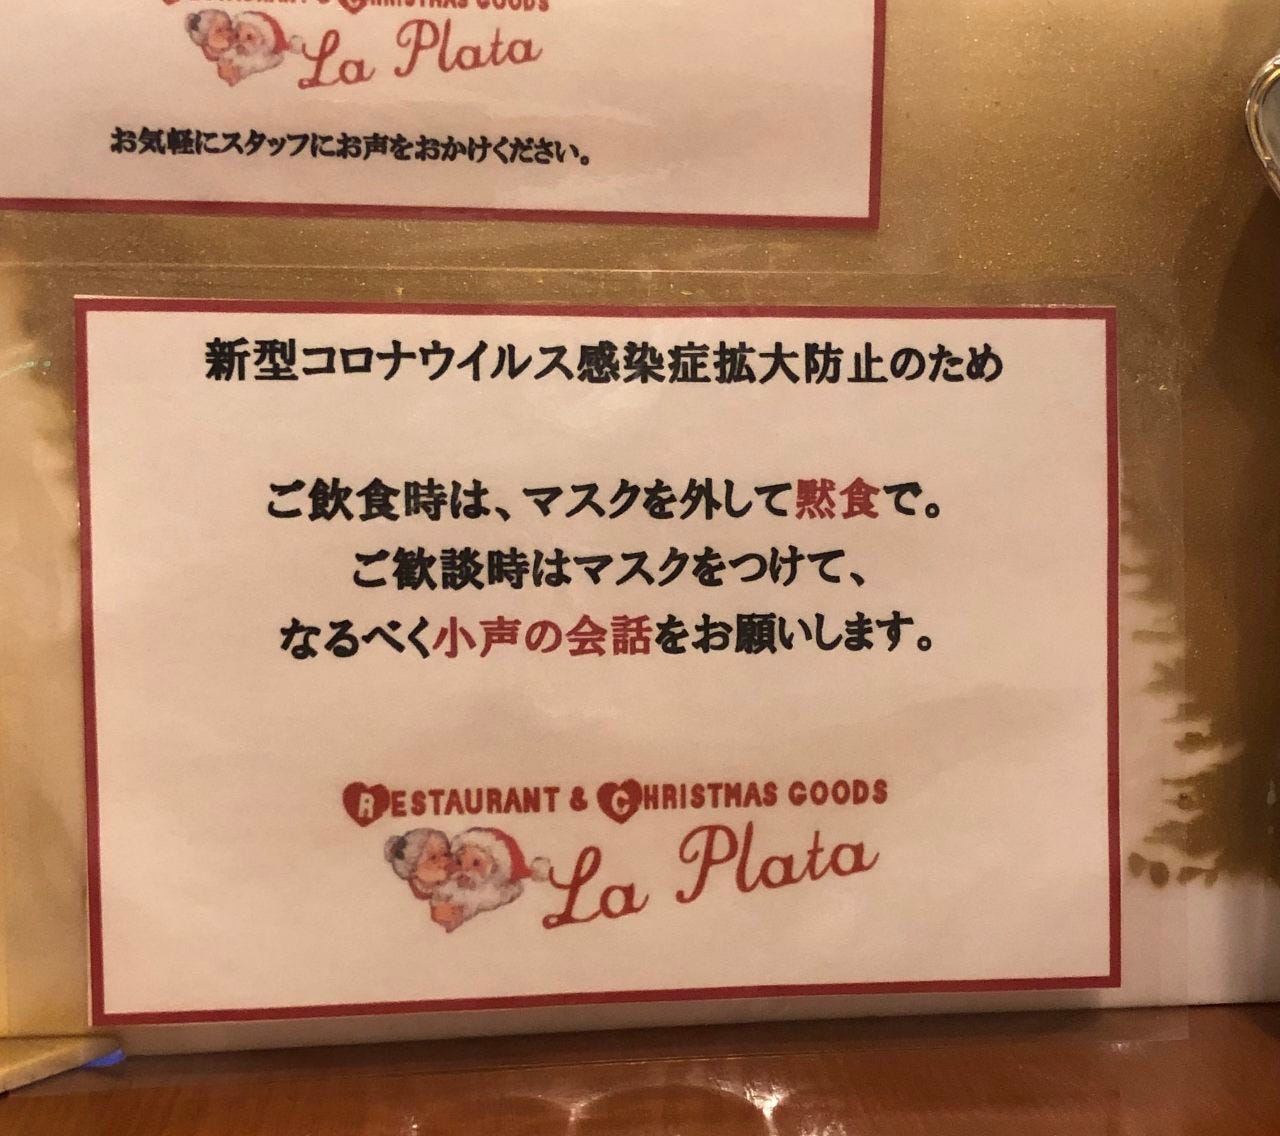 RESTAURANT & CHRISTMAS GOODS
La Plata
お気軽にスタッフにお声をおかけください。
新型コロナウイルス感染症拡大防止のため
ご飲食時は、マスクを外して黙食で。
ご歓談時はマスクをつけて、
なるべく小声の会話をお願いします。
RESTAURANT & CHRISTMAS GOODS
La Plata